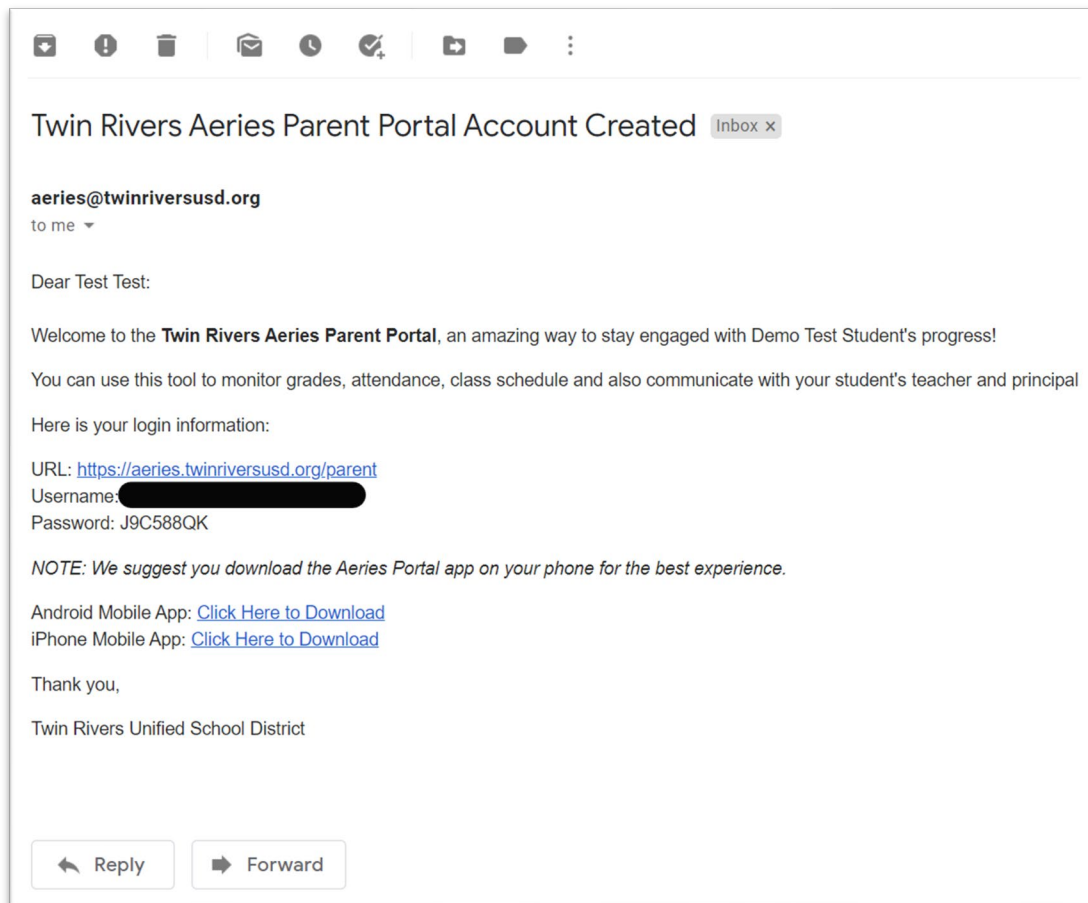 Twin Rivers Aeries Parent Portal Account Created Inbox x
aeries@twinriversusd.org
to me
Dear Test Test:
Welcome to the Twin Rivers Aeries Parent Portal, an amazing way to stay engaged with Demo Test Student's progress!
You can use this tool to monitor grades, attendance, class schedule and also communicate with your student's teacher and principal
Here is your login information:
URL: https://aeries.twinriversusd.org/parent
Username:
Password: J9C588QK
NOTE: We suggest you download the Aeries Portal app on your phone for the best experience.
Android Mobile App: Click Here to Download
iPhone Mobile App: Click Here to Download
Thank you,
Twin Rivers Unified School District
Reply Forward